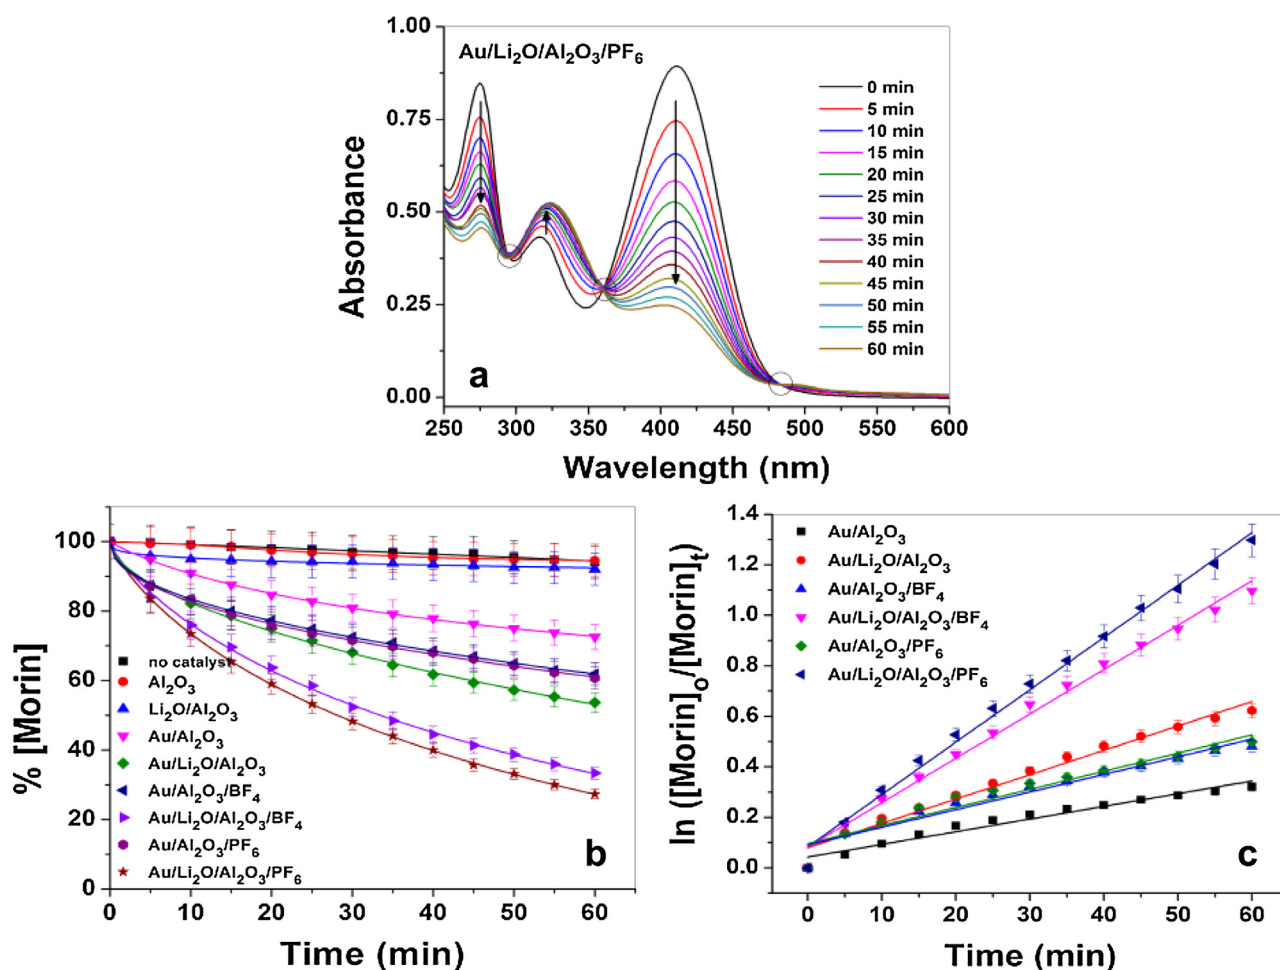 Au/Li₂O/Al₂O₃/PF₆
1.00
0.75
0.50
0.25
0.00
Absorbance
0 min
5 min
10 min
15 min
20 min
25 min
30 min
35 min
40 min
45 min
50 min
55 min
60 min
a
250 300 350 400 450 500 550 600
Wavelength (nm)
100
80
60
40
20
0
% [Morin]
no catalyst
Al₂O₃
Li₂O/Al₂O₃
Au/Al₂O₃
Au/Li₂O/Al₂O₃
Au/Al₂O₃/BF₄
Au/Li₂O/Al₂O₃/BF₄
Au/Al₂O₃/PF₆
Au/Li₂O/Al₂O₃/PF₆
b
0 10 20 30 40 50 60
Time (min)
1.4
1.2
1.0
0.8
0.6
0.4
0.2
0.0
ln ([Morin]₀/[Morin]ₜ)
Au/Al₂O₃
Au/Li₂O/Al₂O₃
Au/Al₂O₃/BF₄
Au/Li₂O/Al₂O₃/BF₄
Au/Al₂O₃/PF₆
Au/Li₂O/Al₂O₃/PF₆
c
0 10 20 30 40 50 60
Time (min)